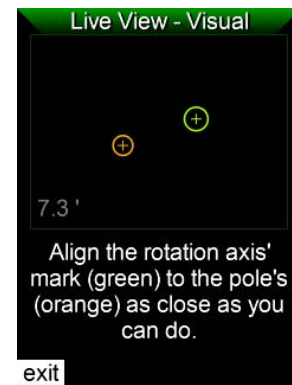 Live View - Visual
7.3 '
Align the rotation axis'
mark (green) to the pole's
(orange) as close as you
can do.
exit